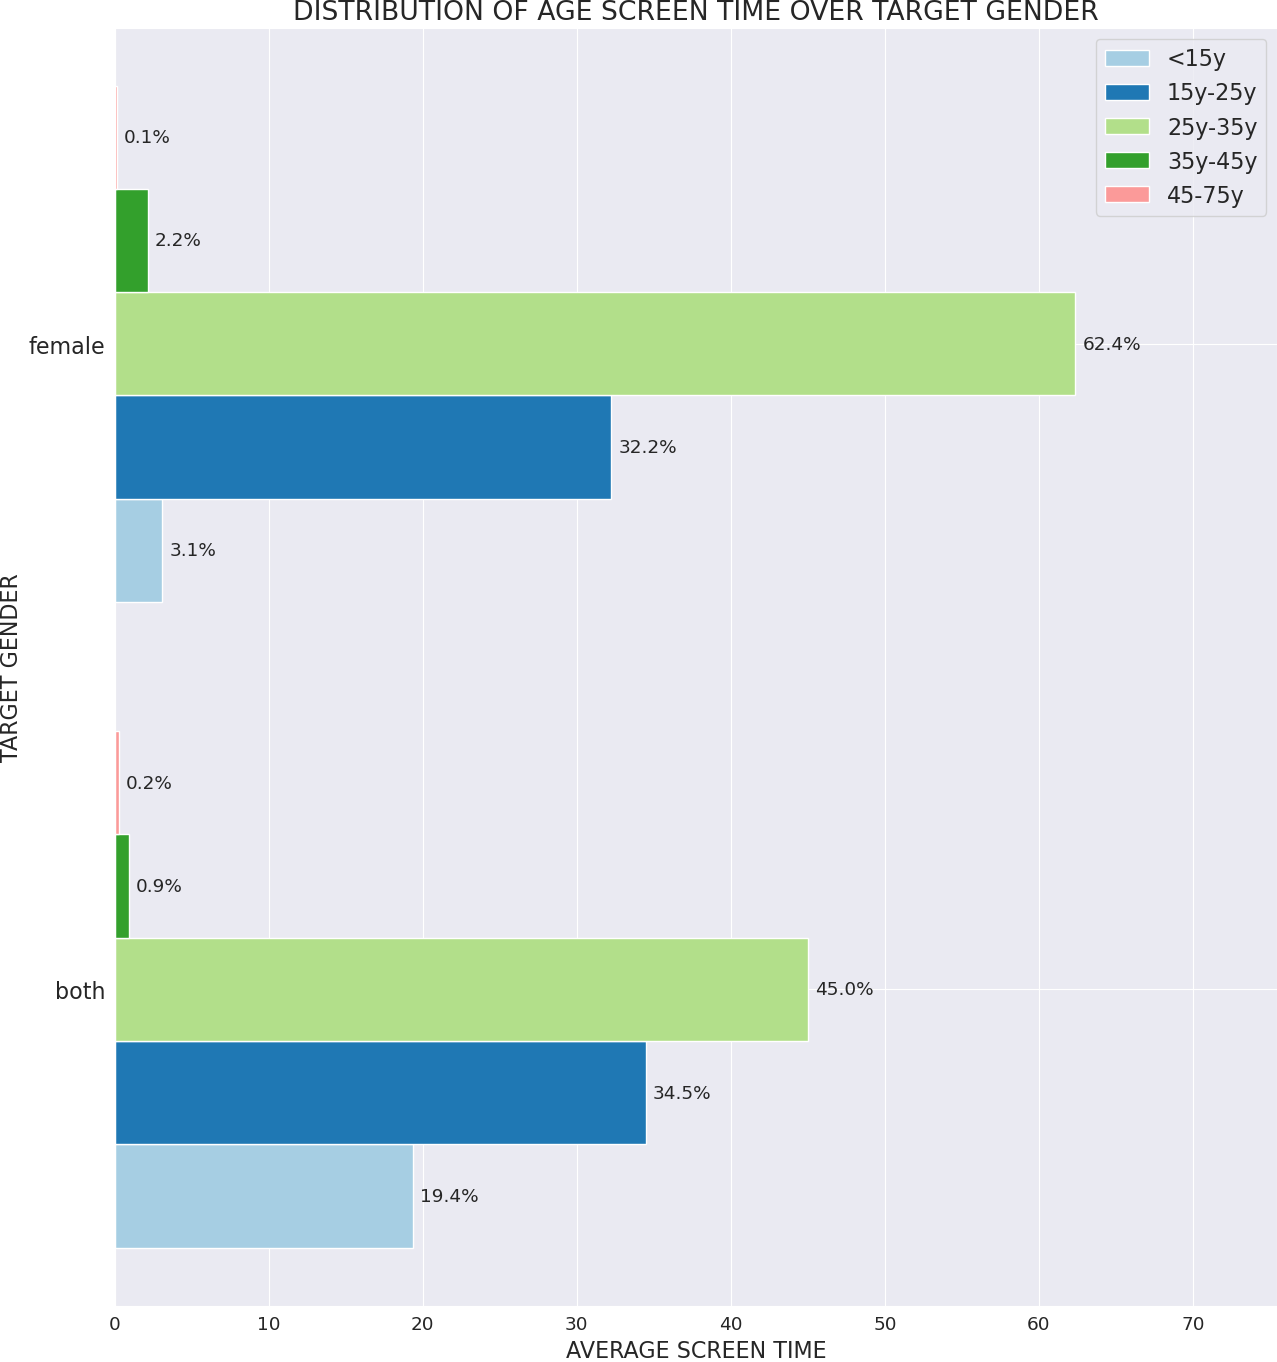 DISTRIBUTION OF AGE SCREEN TIME OVER TARGET GENDER
<15y
15y-25y
25y-35y
35y-45y
45-75y
0.1%
2.2%
female
62.4%
32.2%
3.1%
TARGET GENDER
0.2%
0.9%
both
45.0%
34.5%
19.4%
0 10 20 30 40 50 60 70
AVERAGE SCREEN TIME